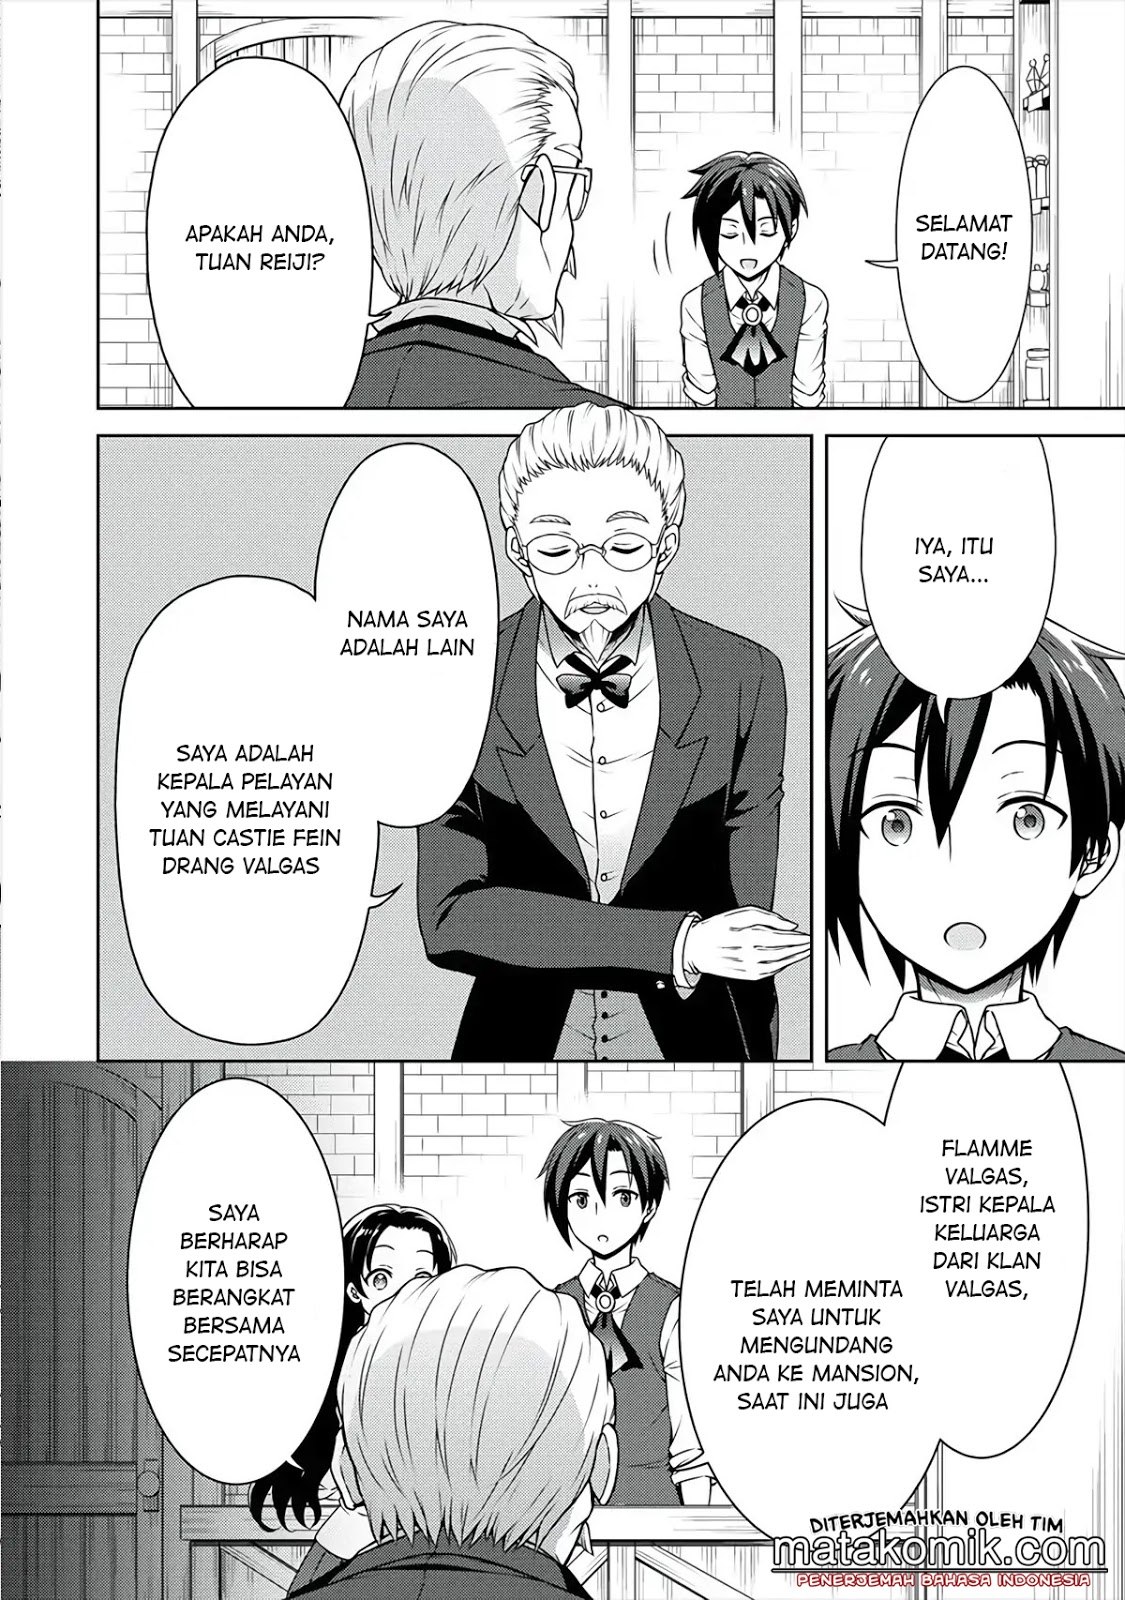 SELAMAT
DATANG!
APAKAH ANDA,
TUAN REIJI?
IYA, ITU
SAYA...
NAMA SAYA
ADALAH LAIN
SAYA ADALAH
KEPALA PELAYAN
YANG MELAYANI
TUAN CASTIE FEIN
DRANG VALGAS
FLAMME
VALGAS,
ISTRI KEPALA
KELUARGA
DARI KLAN
VALGAS,
TELAH MEMINTA
SAYA UNTUK
MENGUNDANG
ANDA KE MANSION,
SAAT INI JUGA
SAYA
BERHARAP
KITA BISA
BERANGKAT
BERSAMA
SECEPATNYA
DITERJEMAHKAN OLEH TIM
matakomik.com
PENERJEMAH BAHASA INDONESIA